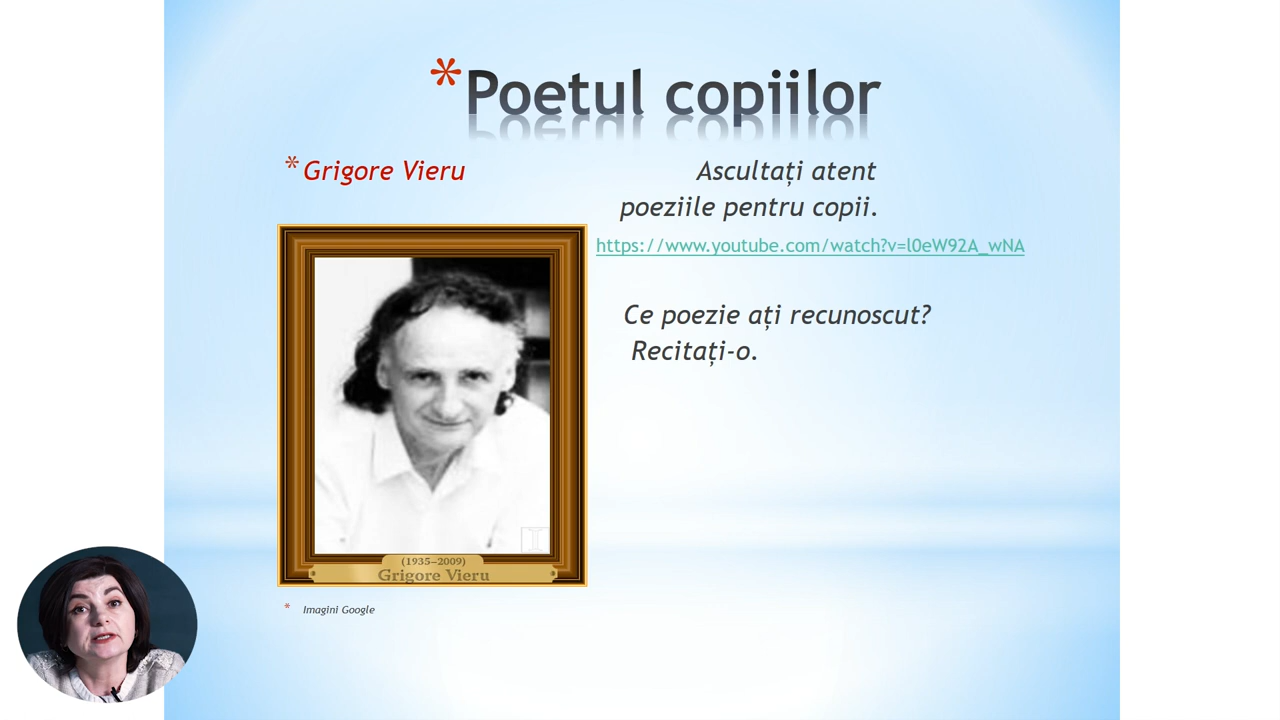 *Poetul copiilor
* Grigore Vieru
(1935–2009)
Grigore Vieru
* Imagini Google
Ascultați atent
poeziile pentru copii.
https://www.youtube.com/watch?v=l0eW92A_wNA
Ce poezie ați recunoscut?
Recitați-o.